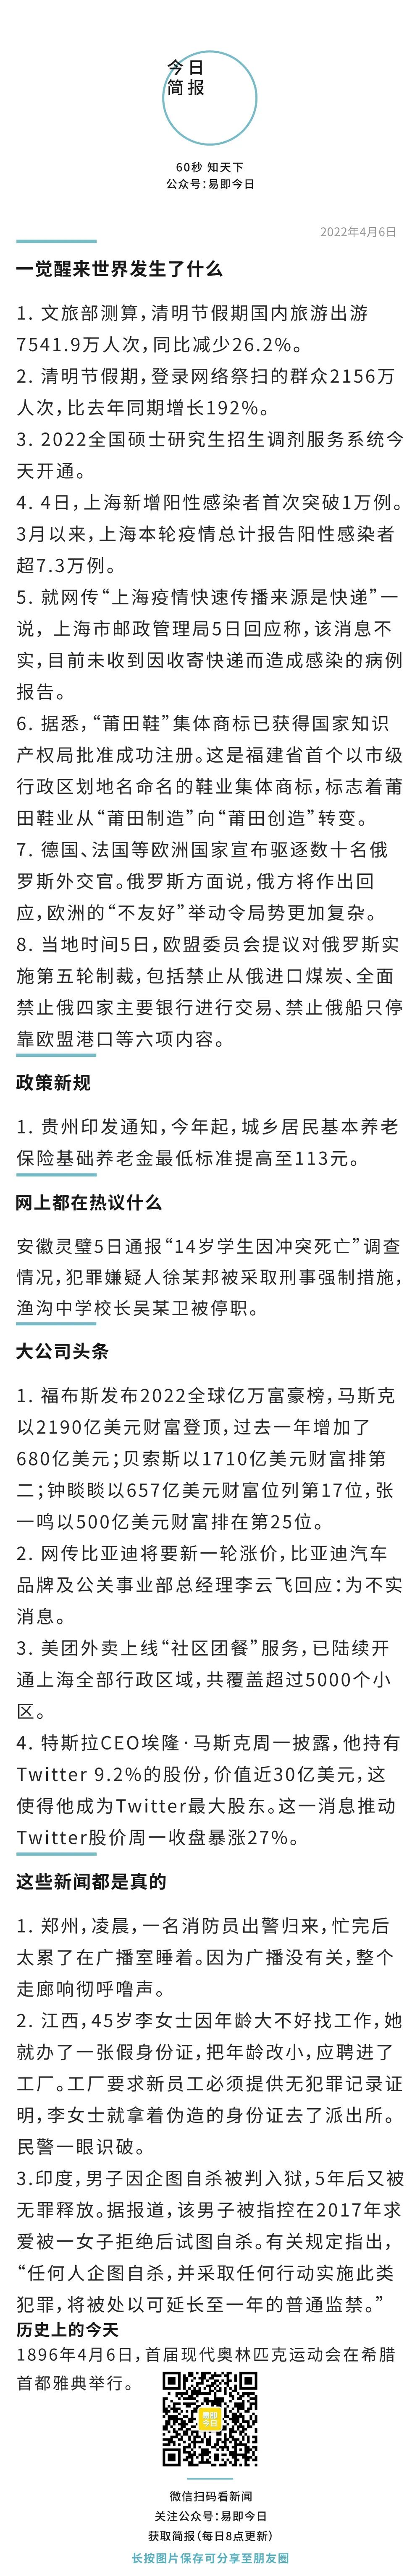 今日
简报
60秒 知天下
公众号：易即今日
2022年4月6日
一觉醒来世界发生了什么
1. 文旅部测算，清明节假期国内旅游出游
7541.9万人次，同比减少26.2%。
2. 清明节假期，登录网络祭扫的群众2156万
人次，比去年同期增长192%。
3. 2022全国硕士研究生招生调剂服务系统今
天开通。
4. 4日，上海新增阳性感染者首次突破1万例。
3月以来，上海本轮疫情总计报告阳性感染者
超7.3万例。
5. 就网传“上海疫情快速传播来源是快递”一
说， 上海市邮政管理局5日回应称，该消息不
实，目前未收到因收寄快递而造成感染的病例
报告。
6. 据悉，“莆田鞋”集体商标已获得国家知识
产权局批准成功注册。这是福建省首个以市级
行政区划地名命名的鞋业集体商标，标志着莆
田鞋业从“莆田制造”向“莆田创造”转变。
7. 德国、法国等欧洲国家宣布驱逐数十名俄
罗斯外交官。俄罗斯方面说，俄方将作出回
应，欧洲的“不友好”举动令局势更加复杂。
8. 当地时间5日，欧盟委员会提议对俄罗斯实
施第五轮制裁，包括禁止从俄进口煤炭、全面
禁止俄四家主要银行进行交易、禁止俄船只停
靠欧盟港口等六项内容。
政策新规
1. 贵州印发通知，今年起，城乡居民基本养老
保险基础养老金最低标准提高至113元。
网上都在热议什么
安徽灵璧5日通报“14岁学生因冲突死亡”调查
情况，犯罪嫌疑人徐某邦被采取刑事强制措施，
渔沟中学校长吴某卫被停职。
大公司头条
1. 福布斯发布2022全球亿万富豪榜，马斯克
以2190亿美元财富登顶，过去一年增加了
680亿美元；贝索斯以1710亿美元财富排第
二；钟睒睒以657亿美元财富位列第17位，张
一鸣以500亿美元财富排在第25位。
2. 网传比亚迪将要新一轮涨价，比亚迪汽车
品牌及公关事业部总经理李云飞回应：为不实
消息。
3. 美团外卖上线“社区团餐”服务，已陆续开
通上海全部行政区域，共覆盖超过5000个小
区。
4. 特斯拉CEO埃隆·马斯克周一披露，他持有
Twitter 9.2%的股份，价值近30亿美元，这
使得他成为Twitter最大股东。这一消息推动
Twitter股价周一收盘暴涨27%。
这些新闻都是真的
1. 郑州，凌晨，一名消防员出警归来，忙完后
太累了在广播室睡着。因为广播没有关，整个
走廊响彻呼噜声。
2. 江西，45岁李女士因年龄大不好找工作，她
就办了一张假身份证，把年龄改小，应聘进了
工厂。工厂要求新员工必须提供无犯罪记录证
明，李女士就拿着伪造的身份证去了派出所。
民警一眼识破。
3.印度，男子因企图自杀被判入狱，5年后又被
无罪释放。据报道，该男子被指控在2017年求
爱被一女子拒绝后试图自杀。有关规定指出，
“任何人企图自杀，并采取任何行动实施此类
犯罪，将被处以可延长至一年的普通监禁。”
历史上的今天
1896年4月6日，首届现代奥林匹克运动会在希腊
首都雅典举行。
易即
今日
微信扫码看新闻
关注公众号：易即今日
获取简报（每日8点更新）
长按图片保存可分享至朋友圈